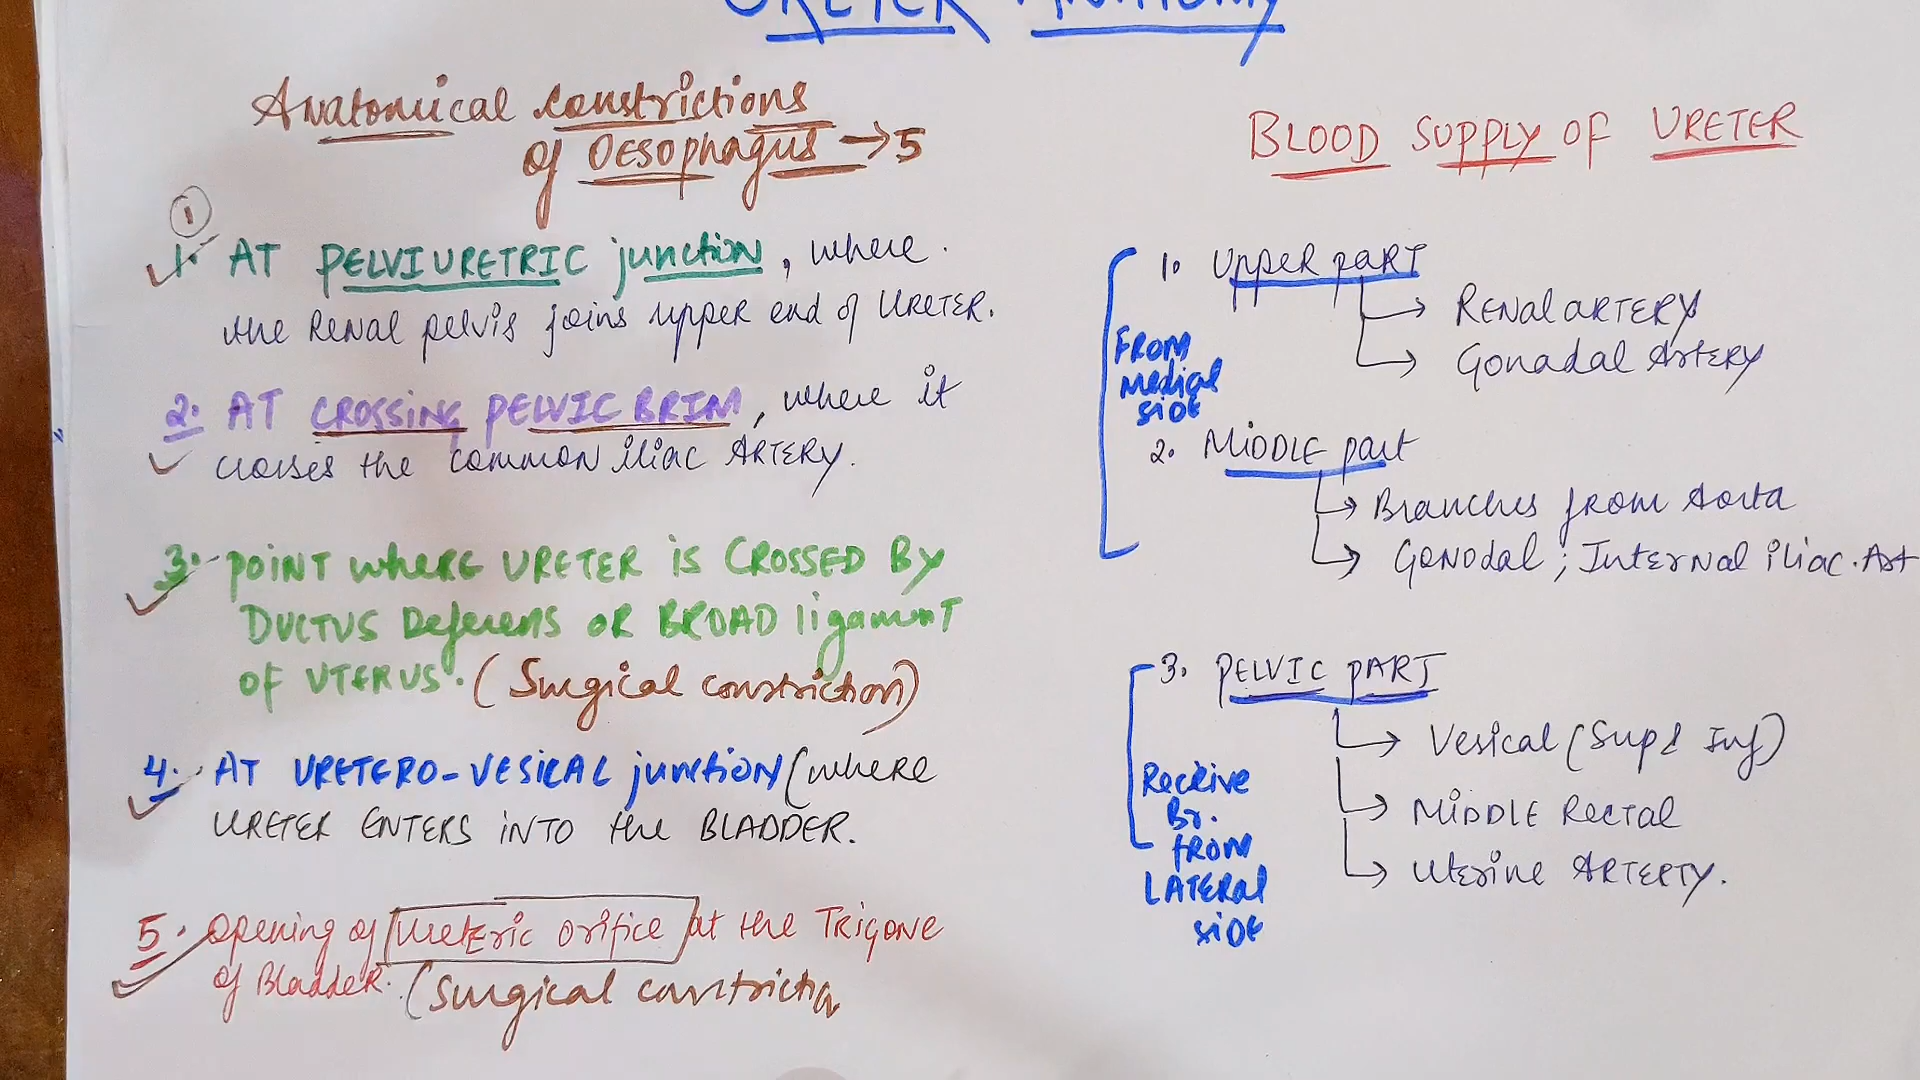 URETER ANATOMY
Anatomical constrictions
of Oesophagus → 5
1
1. AT PELVIURETRIC junction, where
the Renal pelvis joins upper end of URETER.
2. AT CROSSING PELVIC BRIM, where it
crosses the common iliac ARTERY.
3. POINT where URETER is CROSSED By
DUCTUS Deferens OR BROAD ligament
OF UTERUS. (Surgical constriction)
4. AT URETERO-VESICAL junction (where
URETER ENTERS INTO the BLADDER.
5. Opening of Ureteric orifice at the Trigone
of Bladder. (Surgical constriction
BLOOD SUPPLY OF URETER
FROM
Medial
SIDE
1. Upper part
→ Renal ARTERY
→ Gonadal Artery
2. MIDDLE part
→ Branches from Aorta
→ Gonodal ; Internal iliac. Art
Receive
Br.
FROM
LATERAL
SIDE
3. PELVIC PART
→ Vesical (Sup & Inf)
→ MIDDLE Rectal
→ Uterine ARTERTY.